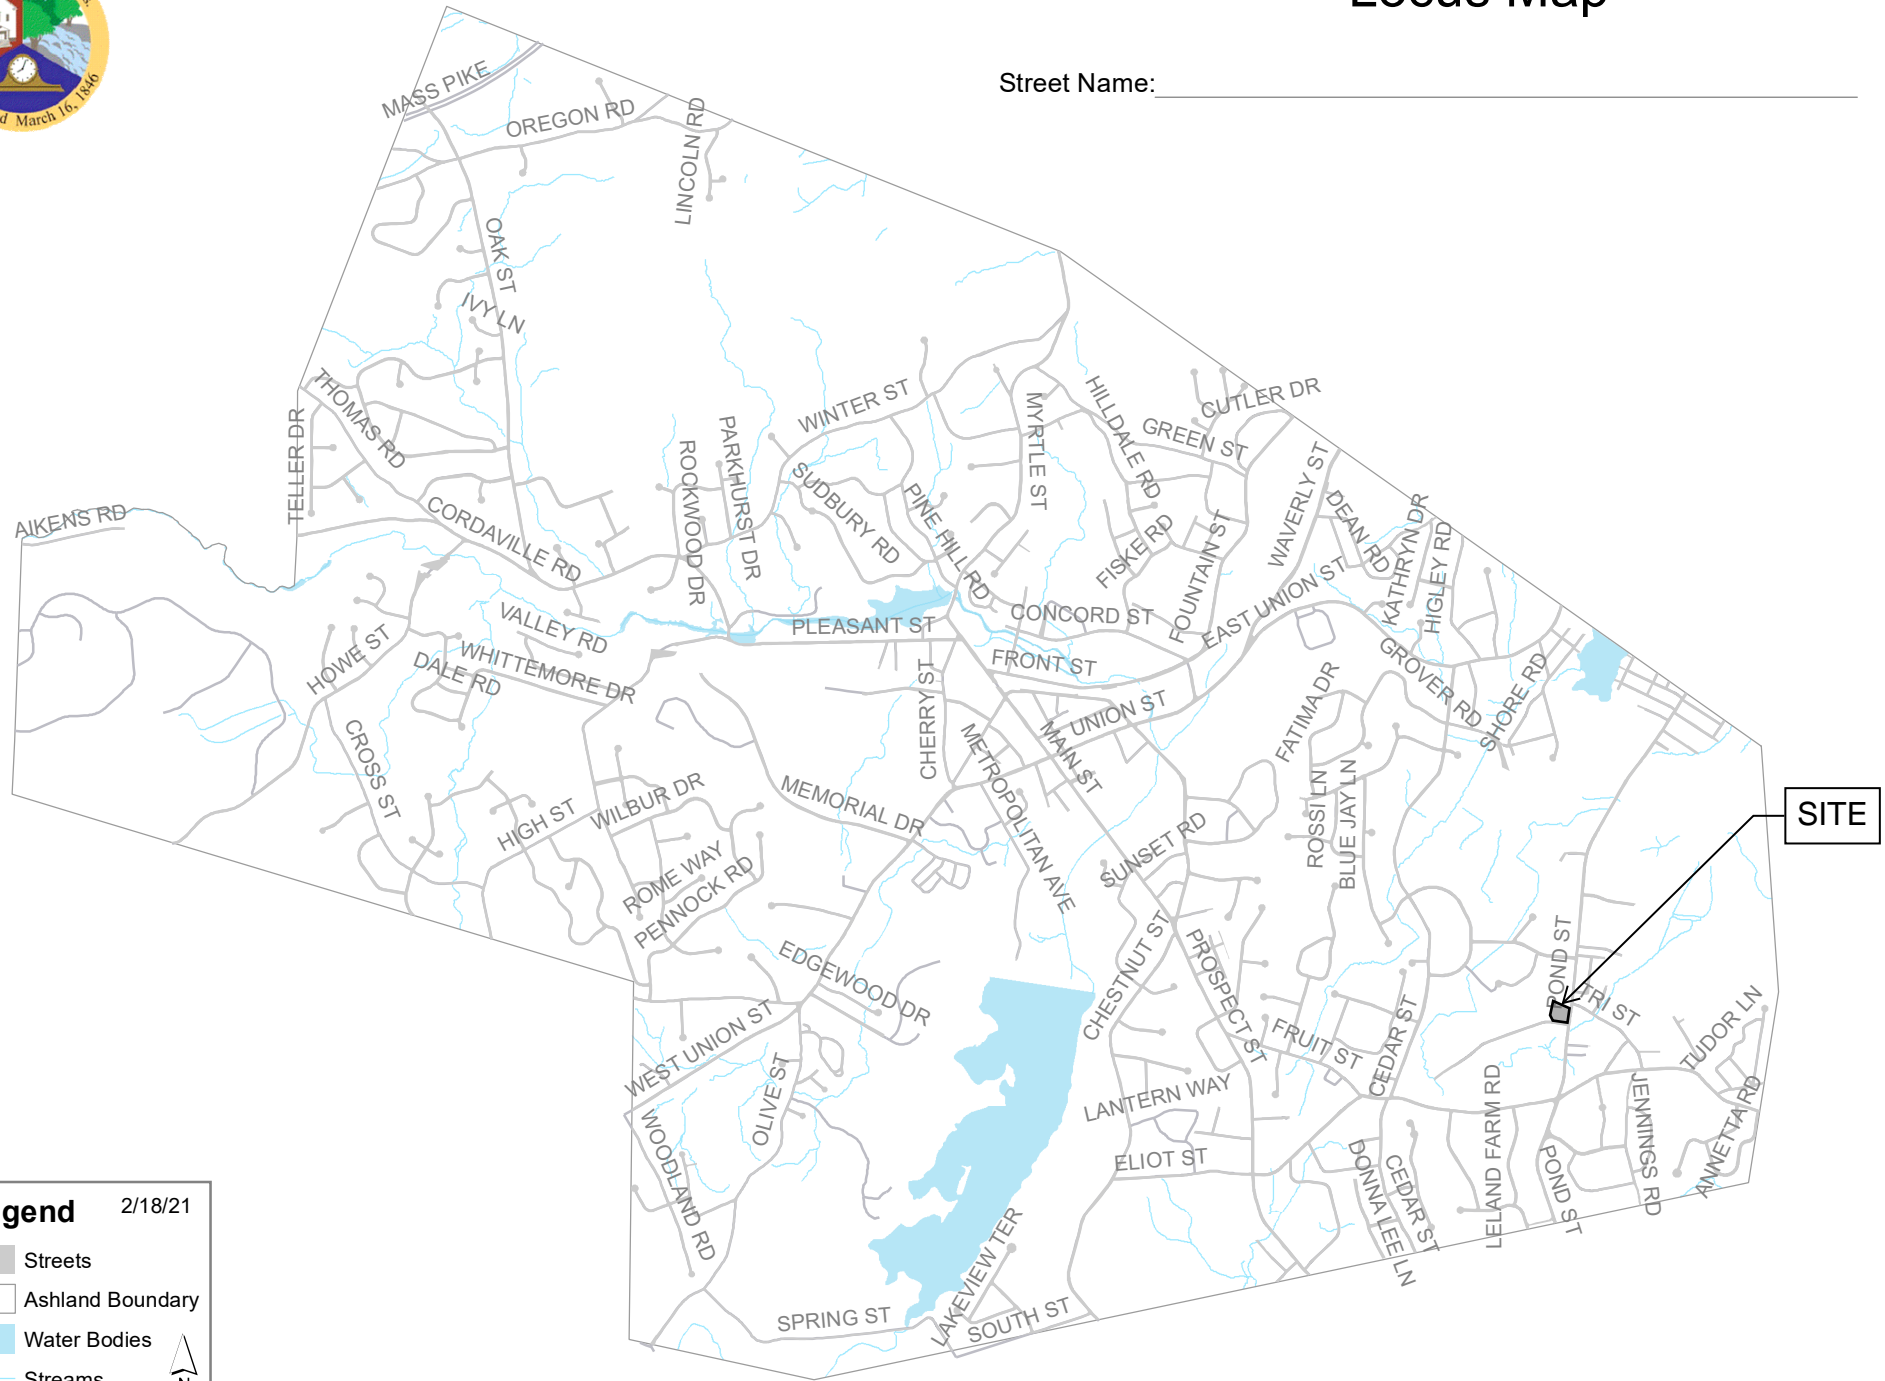 Locus Map
Street Name:
d March 16, 1846
MASS PIKE
OREGON RD
LINCOLN RD
OAK ST
IVY LN
THOMAS RD
TELLER DR
AIKENS RD
CORDAVILLE RD
ROCKWOOD DR
PARKHURST DR
WINTER ST
SUDBURY RD
PINE HILL RD
MYRTLE ST
HILLDALE RD
GREEN ST
CUTLER DR
FISKE RD
FOUNTAIN ST
WAVERLY ST
DEAN RD
KATHRYN DR
HIGLEY RD
EAST UNION ST
CONCORD ST
PLEASANT ST
FRONT ST
VALLEY RD
WHITTEMORE DR
HOWE ST
DALE RD
CROSS ST
CHERRY ST
METROPOLITAN AVE
MAIN ST
UNION ST
FATIMA DR
GROVER RD
SHORE RD
ROSSI LN
BLUE JAY LN
SITE
HIGH ST
WILBUR DR
MEMORIAL DR
ROME WAY
PENNOCK RD
SUNSET RD
EDGEWOOD DR
CHESTNUT ST
PROSPECT ST
POND ST
TRI ST
TUDOR LN
FRUIT ST
CEDAR ST
WEST UNION ST
OLIVE ST
LANTERN WAY
LELAND FARM RD
JENNINGS RD
ANNETTA RD
WOODLAND RD
ELIOT ST
DONNA LEE LN
CEDAR ST
POND ST
LAKEVIEW TER
SPRING ST
SOUTH ST
gend 2/18/21
Streets
Ashland Boundary
Water Bodies
Streams
N